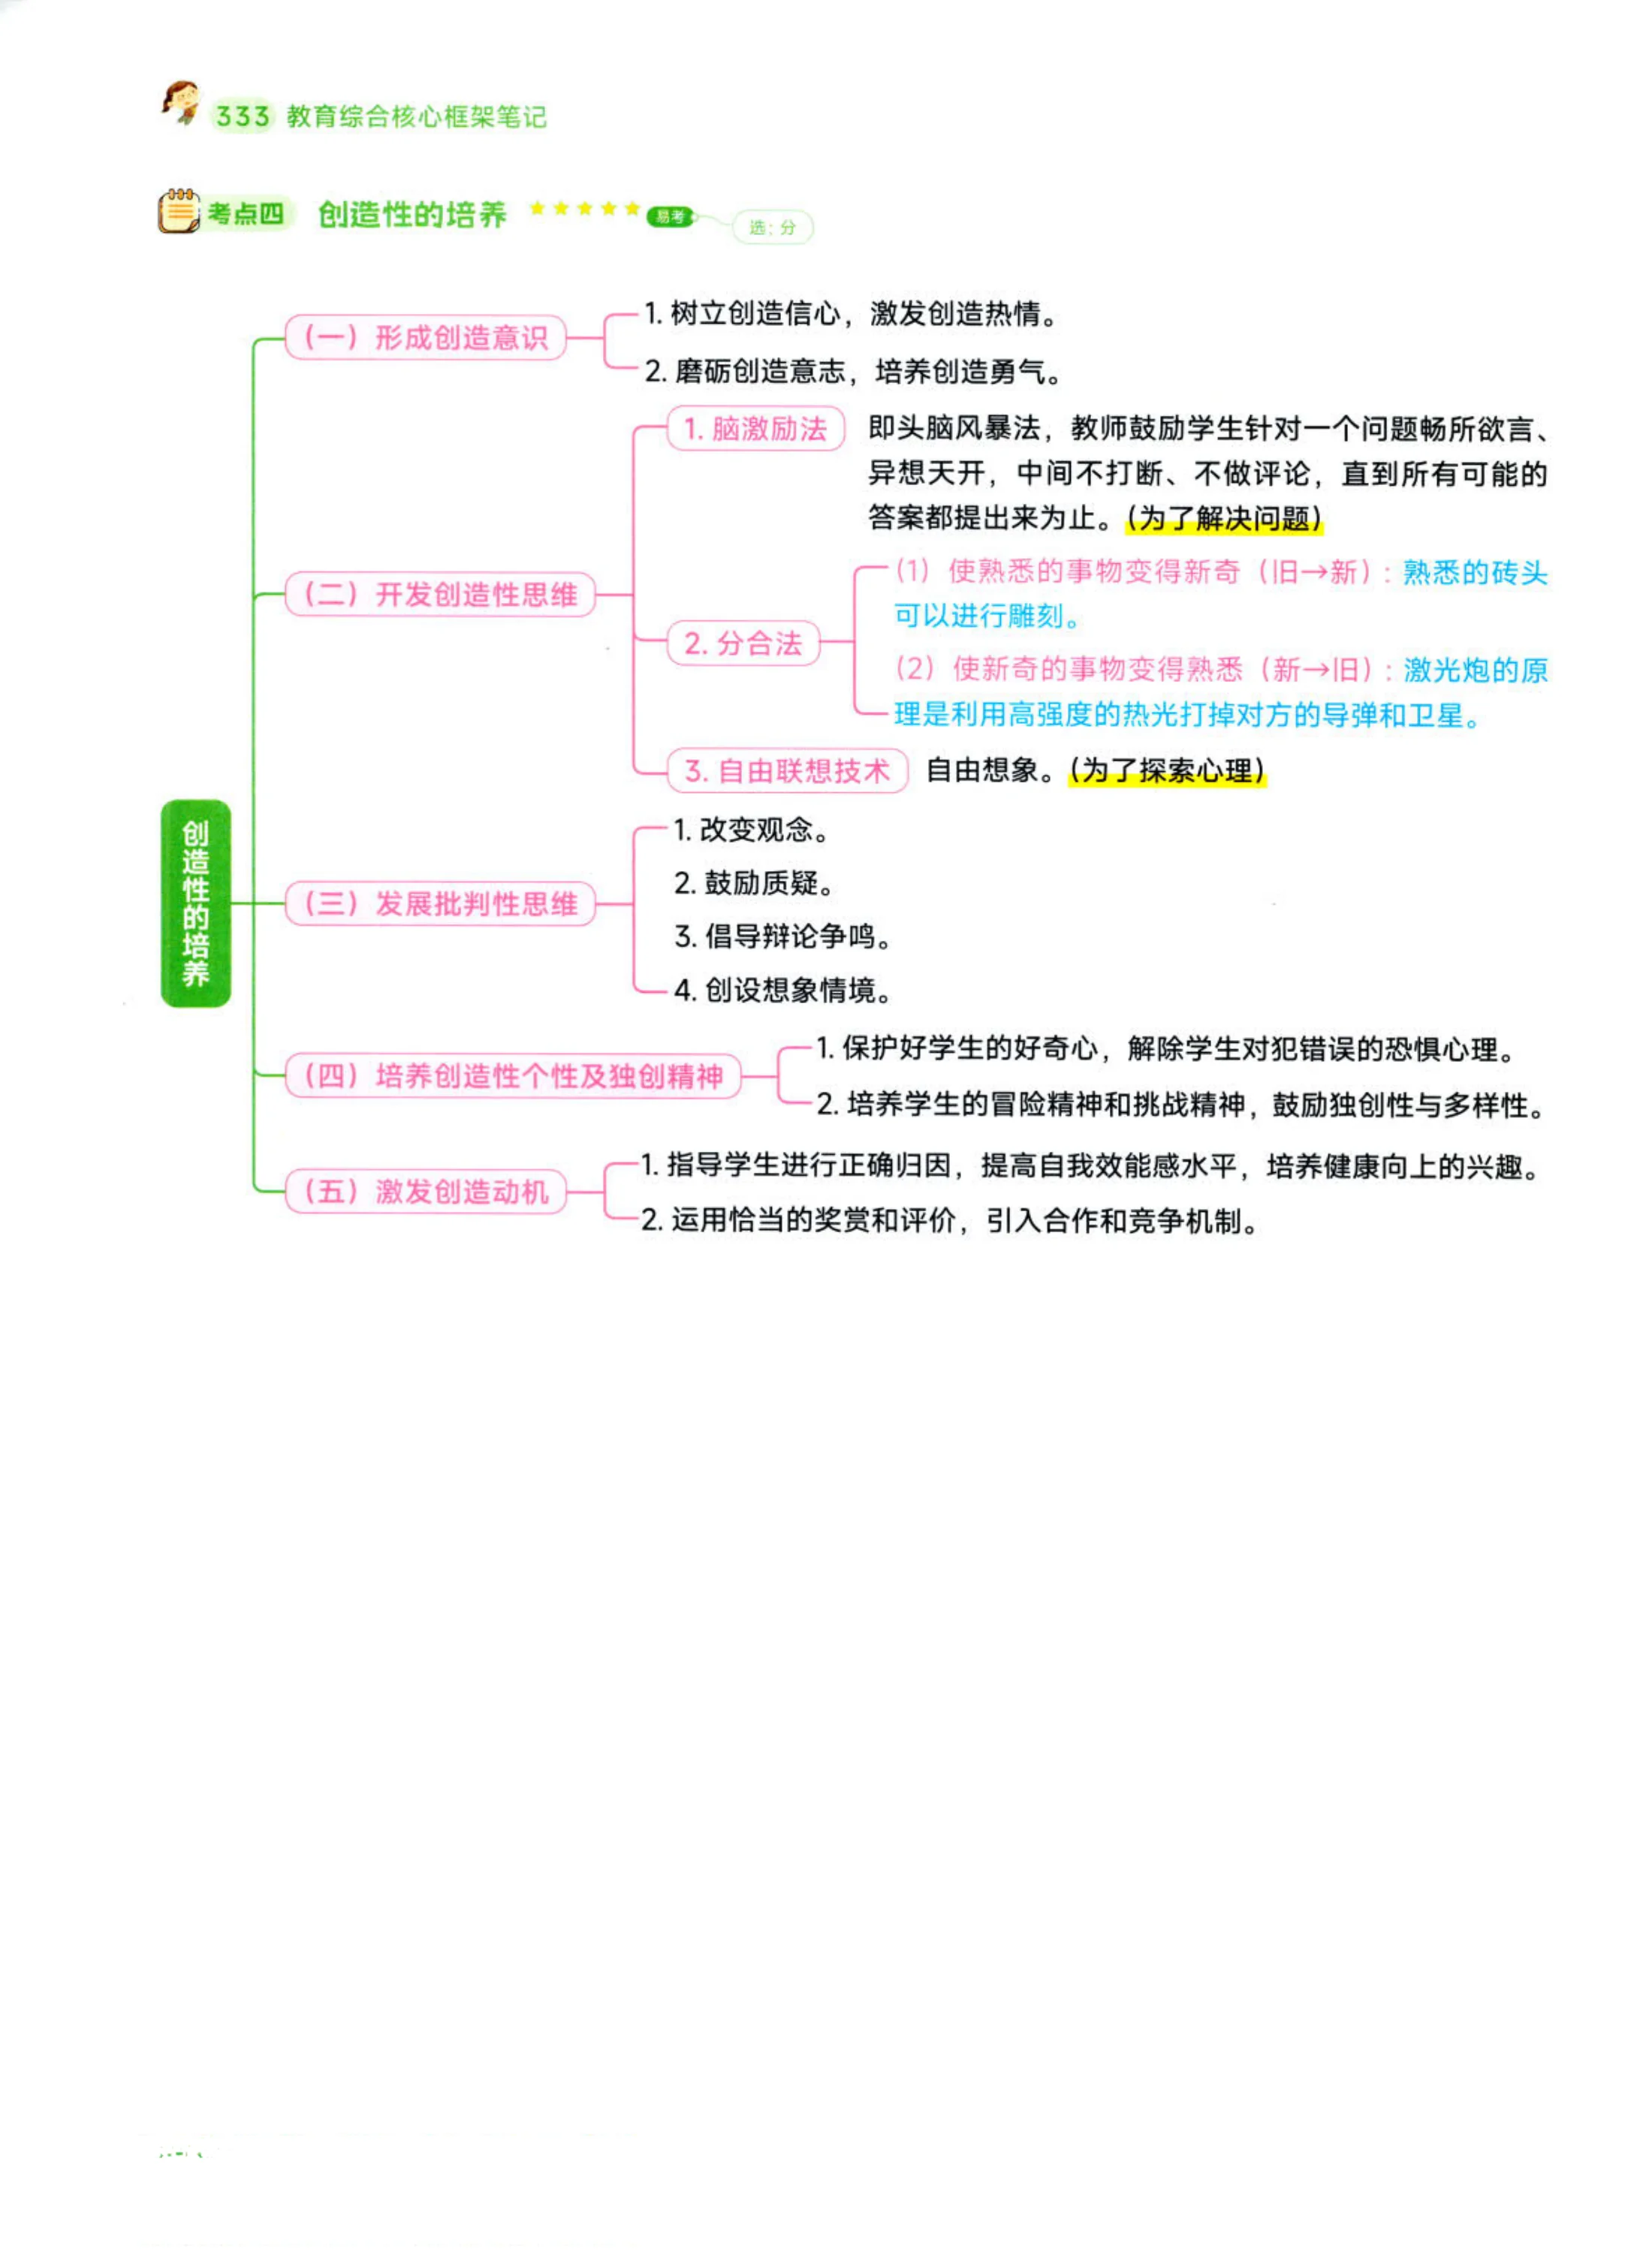 333 教育综合核心框架笔记
考点四 创造性的培养 易考 选；分
创造性的培养
（一）形成创造意识
1. 树立创造信心，激发创造热情。
2. 磨砺创造意志，培养创造勇气。
（二）开发创造性思维
1. 脑激励法
即头脑风暴法，教师鼓励学生针对一个问题畅所欲言、
异想天开，中间不打断、不做评论，直到所有可能的
答案都提出来为止。（为了解决问题）
2. 分合法
（1）使熟悉的事物变得新奇（旧→新）：熟悉的砖头
可以进行雕刻。
（2）使新奇的事物变得熟悉（新→旧）：激光炮的原
理是利用高强度的热光打掉对方的导弹和卫星。
3. 自由联想技术 自由想象。（为了探索心理）
（三）发展批判性思维
1. 改变观念。
2. 鼓励质疑。
3. 倡导辩论争鸣。
4. 创设想象情境。
（四）培养创造性个性及独创精神
1. 保护好学生的好奇心，解除学生对犯错误的恐惧心理。
2. 培养学生的冒险精神和挑战精神，鼓励独创性与多样性。
（五）激发创造动机
1. 指导学生进行正确归因，提高自我效能感水平，培养健康向上的兴趣。
2. 运用恰当的奖赏和评价，引入合作和竞争机制。